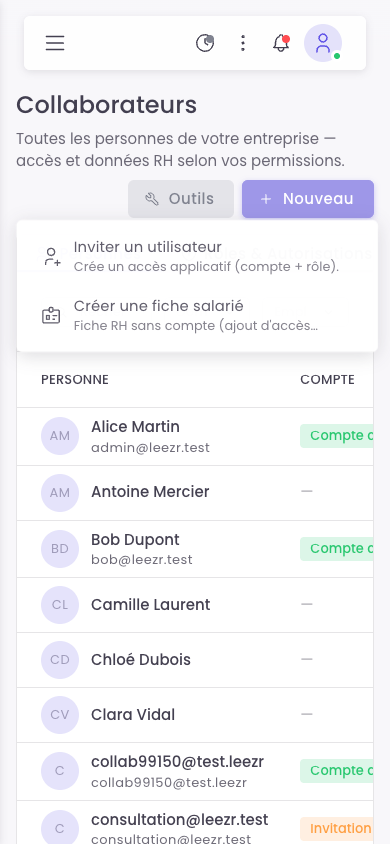 Collaborateurs
Toutes les personnes de votre entreprise —
accès et données RH selon vos permissions.
Outils
Nouveau
Inviter un utilisateur
Crée un accès applicatif (compte + rôle).
Créer une fiche salarié
Fiche RH sans compte (ajout d'accès...
PERSONNE COMPTE
AM Alice Martin Compte
admin@leezr.test
AM Antoine Mercier —
BD Bob Dupont Compte
bob@leezr.test
CL Camille Laurent —
CD Chloé Dubois —
CV Clara Vidal —
C collab99150@test.leezr Compte
collab99150@test.leezr
C consultation@leezr.test Invitation
consultation@leezr.test